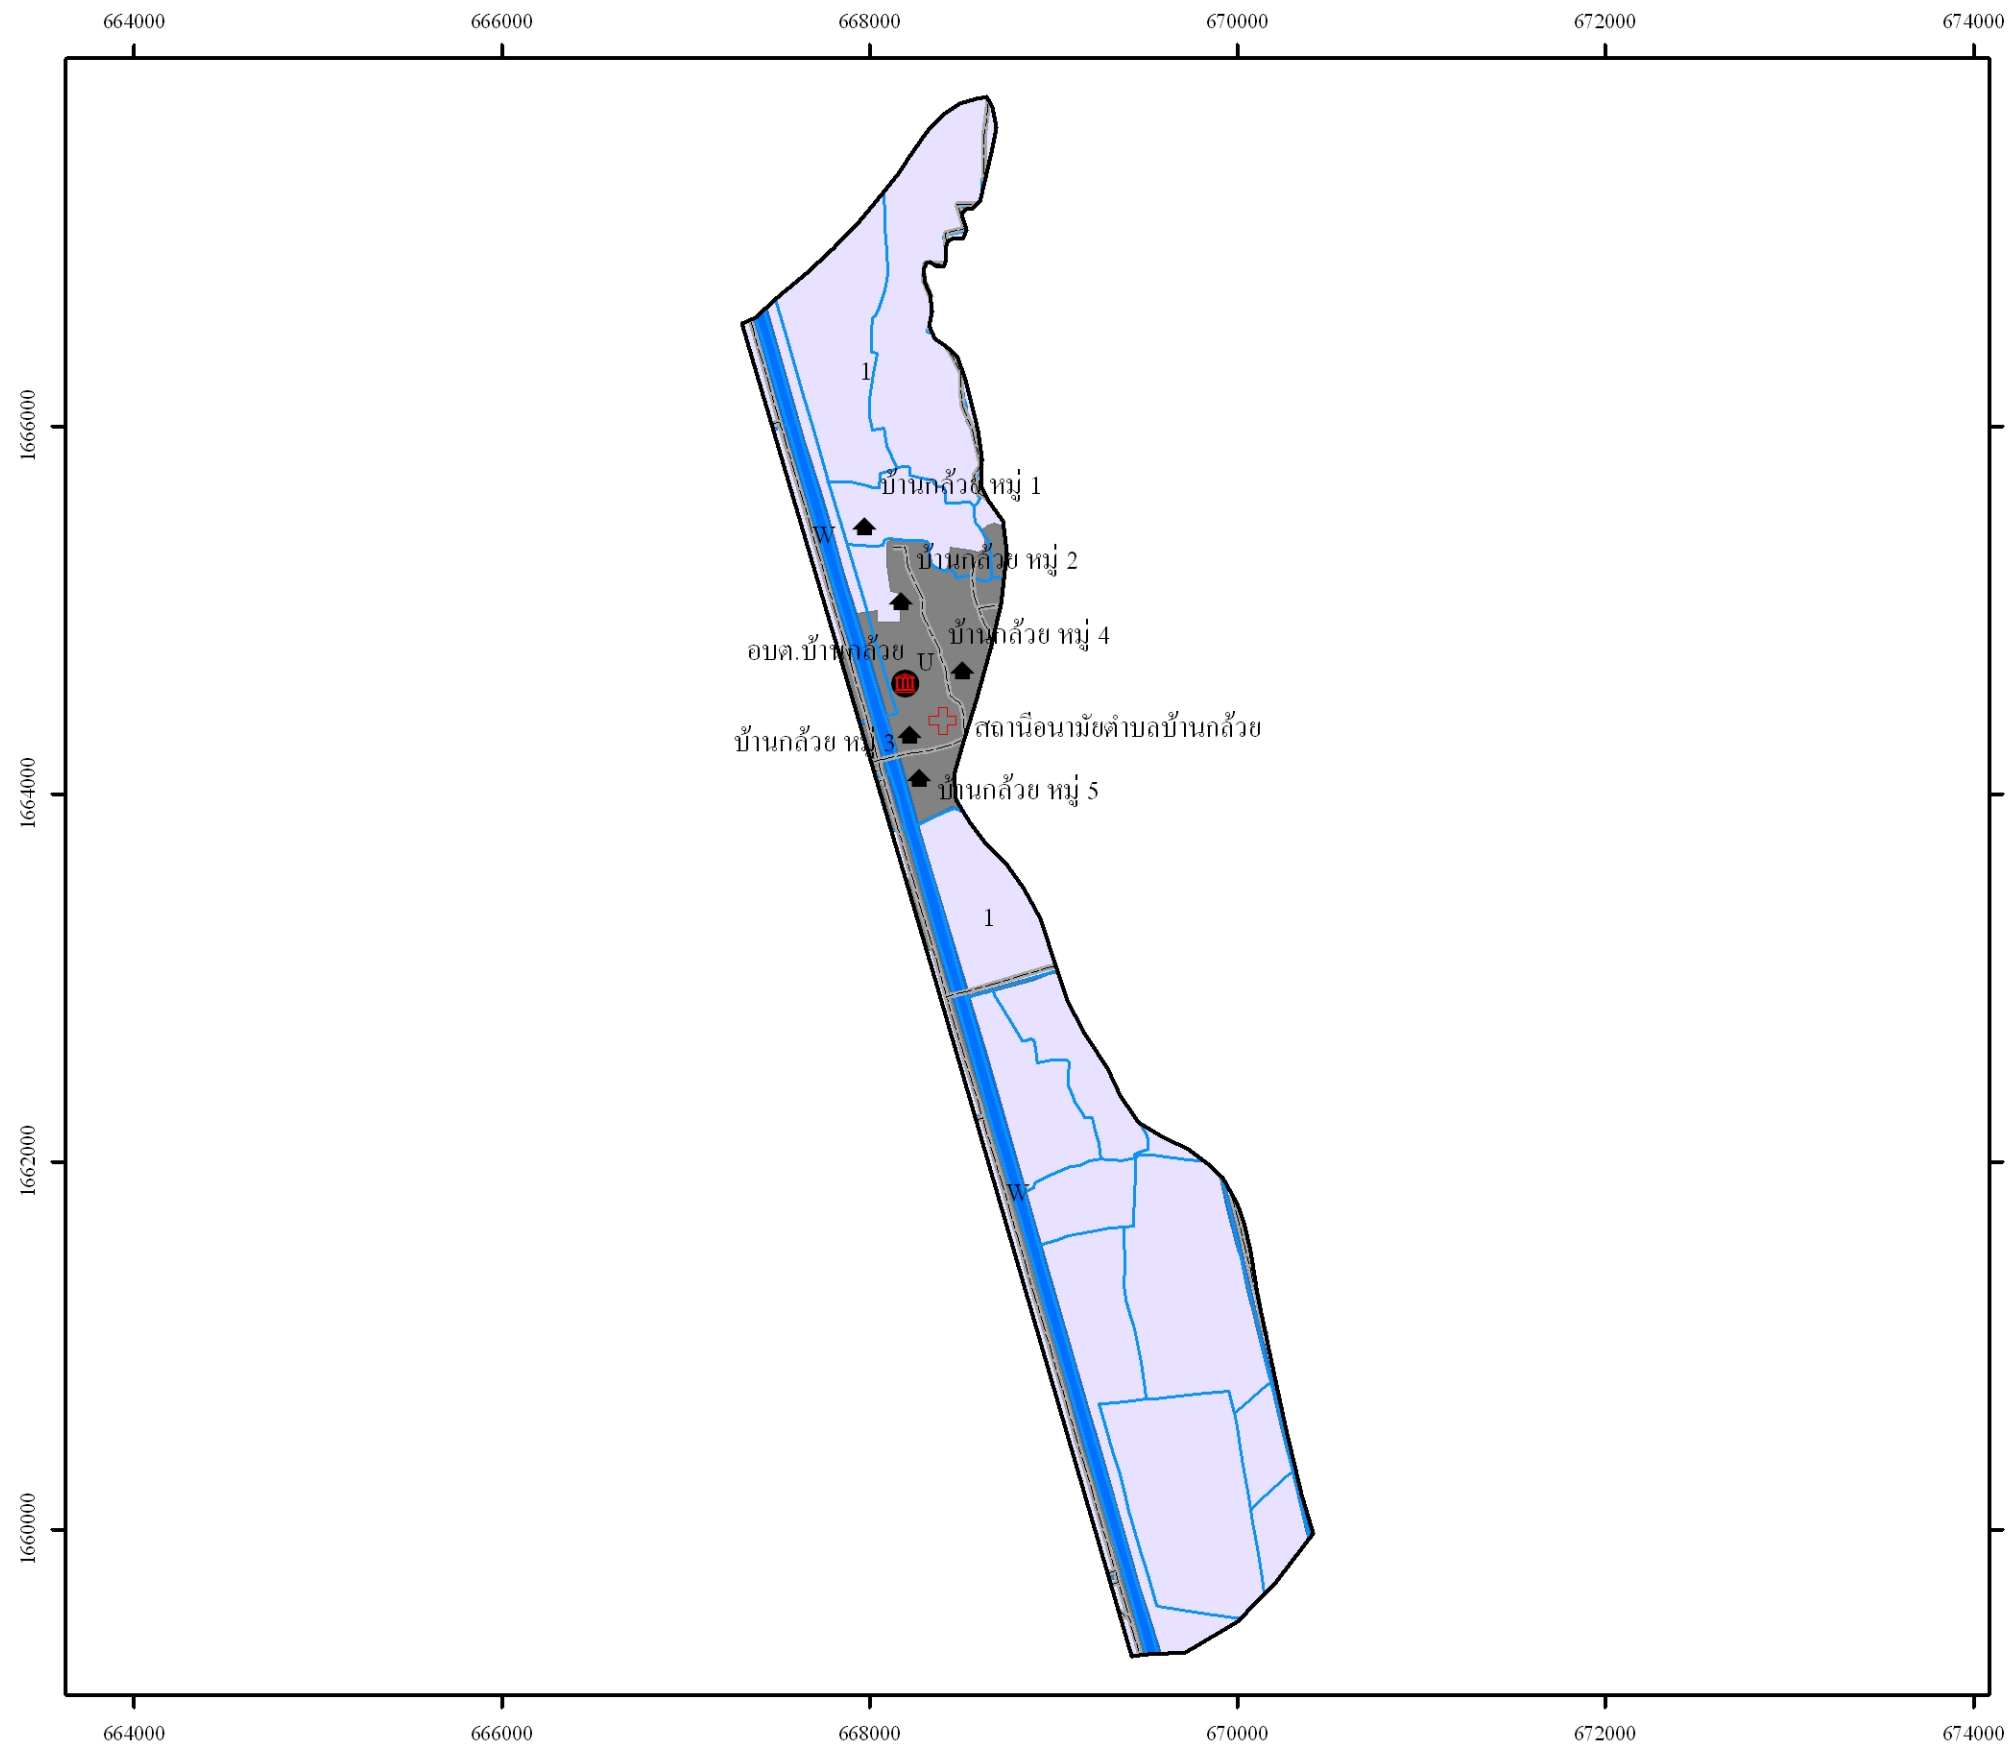 664000
666000
668000
670000
672000
674000
1666000
1
บ้านกล้วย หมู่ 1
W
บ้านกล้วย หมู่ 2
บ้านกล้วย หมู่ 4
อบต.บ้านกล้วย
U
สถานีอนามัยตำบลบ้านกล้วย
บ้านกล้วย หมู่ 3
บ้านกล้วย หมู่ 5
1664000
1
1662000
W
1660000
664000
666000
668000
670000
672000
674000